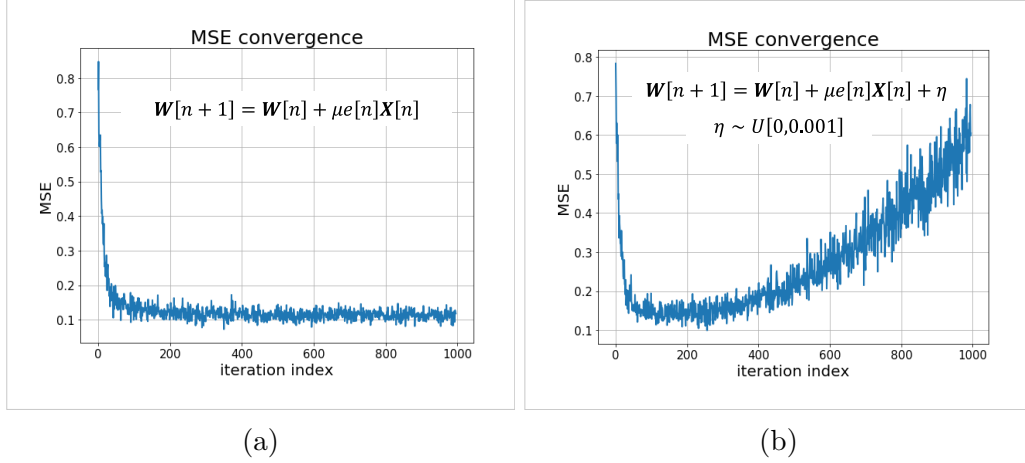 MSE convergence
W[n + 1] = W[n] + μe[n]X[n]
MSE
0.8
0.7
0.6
0.5
0.4
0.3
0.2
0.1
0 200 400 600 800 1000
iteration index
(a)
MSE convergence
W[n + 1] = W[n] + μe[n]X[n] + η
η ~ U[0,0.001]
MSE
0.8
0.7
0.6
0.5
0.4
0.3
0.2
0.1
0 200 400 600 800 1000
iteration index
(b)